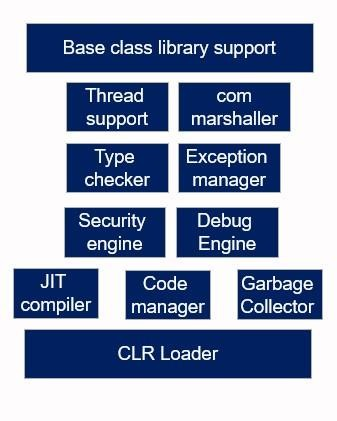 Base class library support
Thread
support
com
marshaller
Type
checker
Exception
manager
Security
engine
Debug
Engine
JIT
compiler
Code
manager
Garbage
Collector
CLR Loader